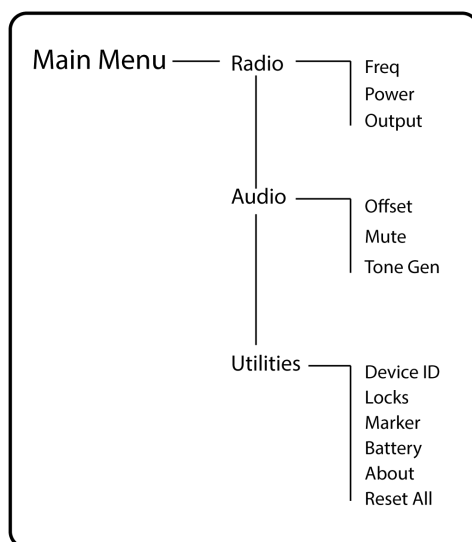 Main Menu
Radio
Freq
Power
Output
Audio
Offset
Mute
Tone Gen
Utilities
Device ID
Locks
Marker
Battery
About
Reset All